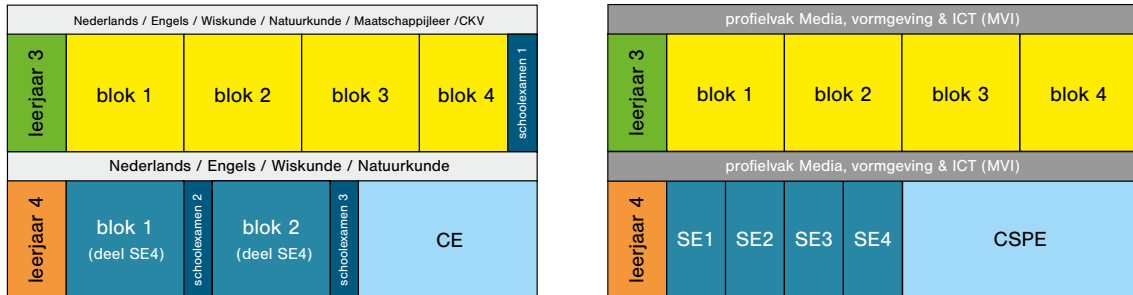 Nederlands / Engels / Wiskunde / Natuurkunde / Maatschappijleer /CKV
leerjaar 3
blok 1
blok 2
blok 3
blok 4
schoolexamen 1
Nederlands / Engels / Wiskunde / Natuurkunde
leerjaar 4
blok 1
(deel SE4)
schoolexamen 2
blok 2
(deel SE4)
schoolexamen 3
CE
profielvak Media, vormgeving & ICT (MVI)
leerjaar 3
blok 1
blok 2
blok 3
blok 4
profielvak Media, vormgeving & ICT (MVI)
leerjaar 4
SE1
SE2
SE3
SE4
CSPE